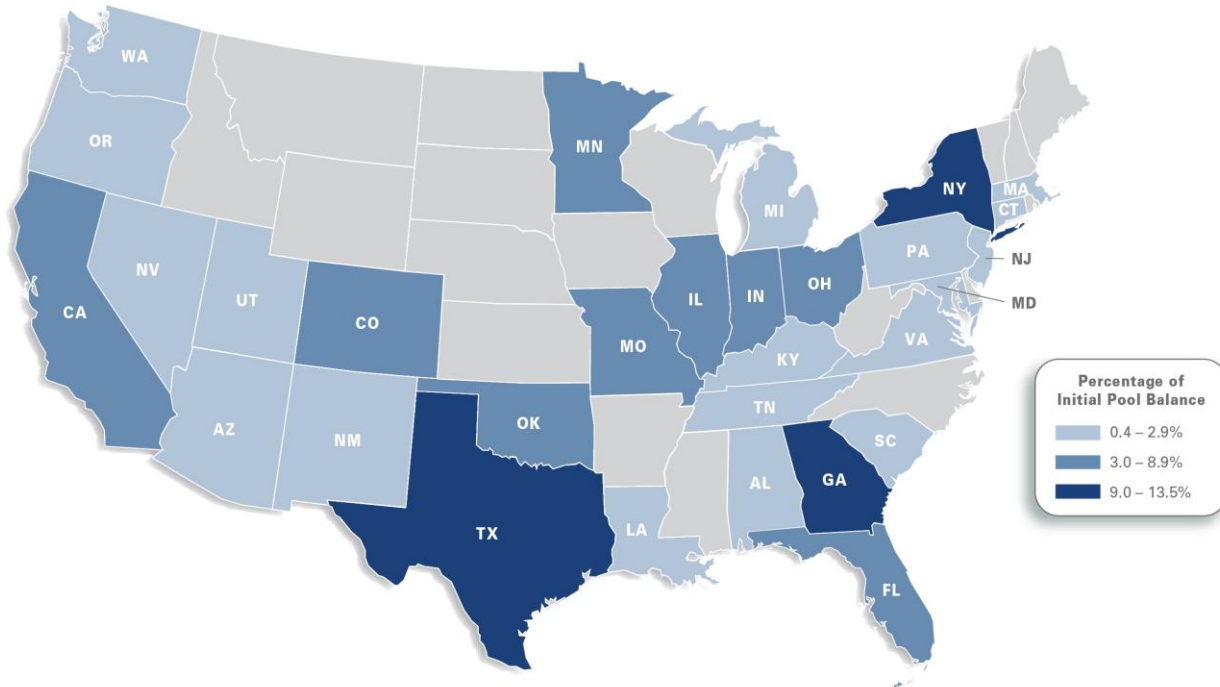 WA
OR
MN
MI
NY
MA
CT
NV
UT
PA
NJ
CA
CO
IL
IN
OH
MD
MO
KY
VA
AZ
NM
OK
TN
SC
TX
LA
AL
GA
FL
Percentage of
Initial Pool Balance
0.4 – 2.9%
3.0 – 8.9%
9.0 – 13.5%